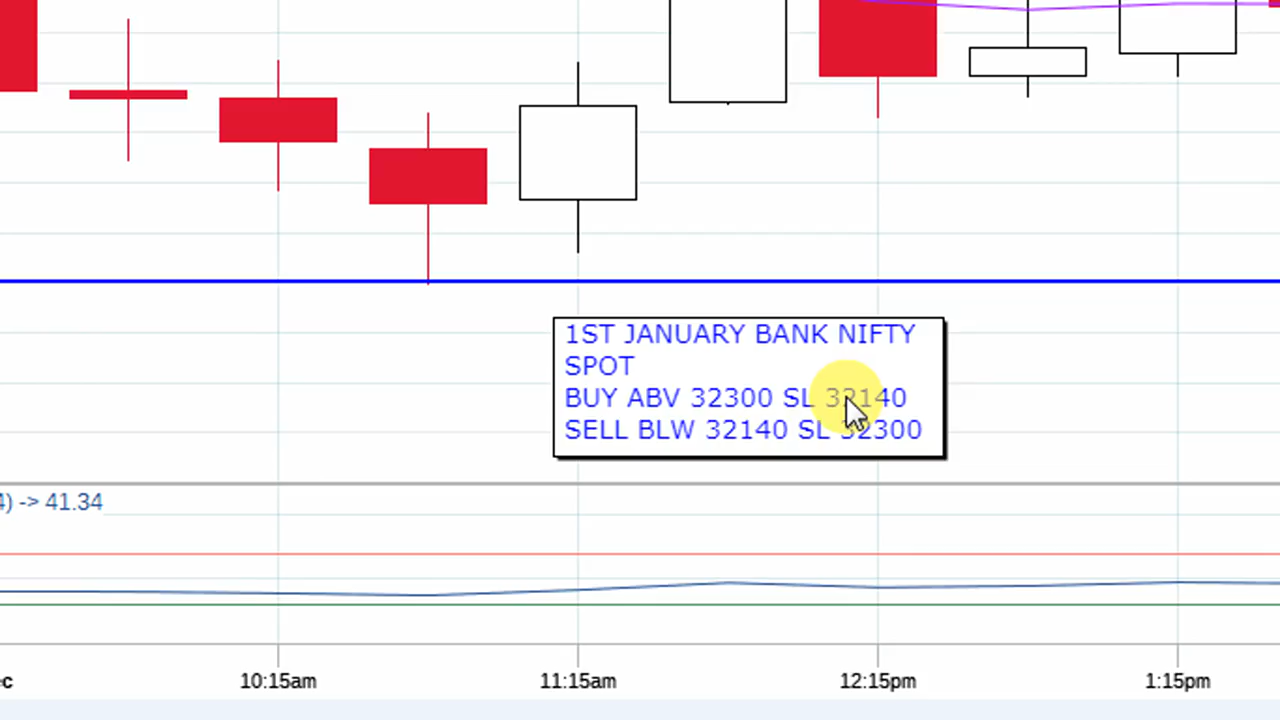 1ST JANUARY BANK NIFTY
SPOT
BUY ABV 32300 SL 32140
SELL BLW 32140 SL 32300
4) -> 41.34
10:15am 11:15am 12:15pm 1:15pm